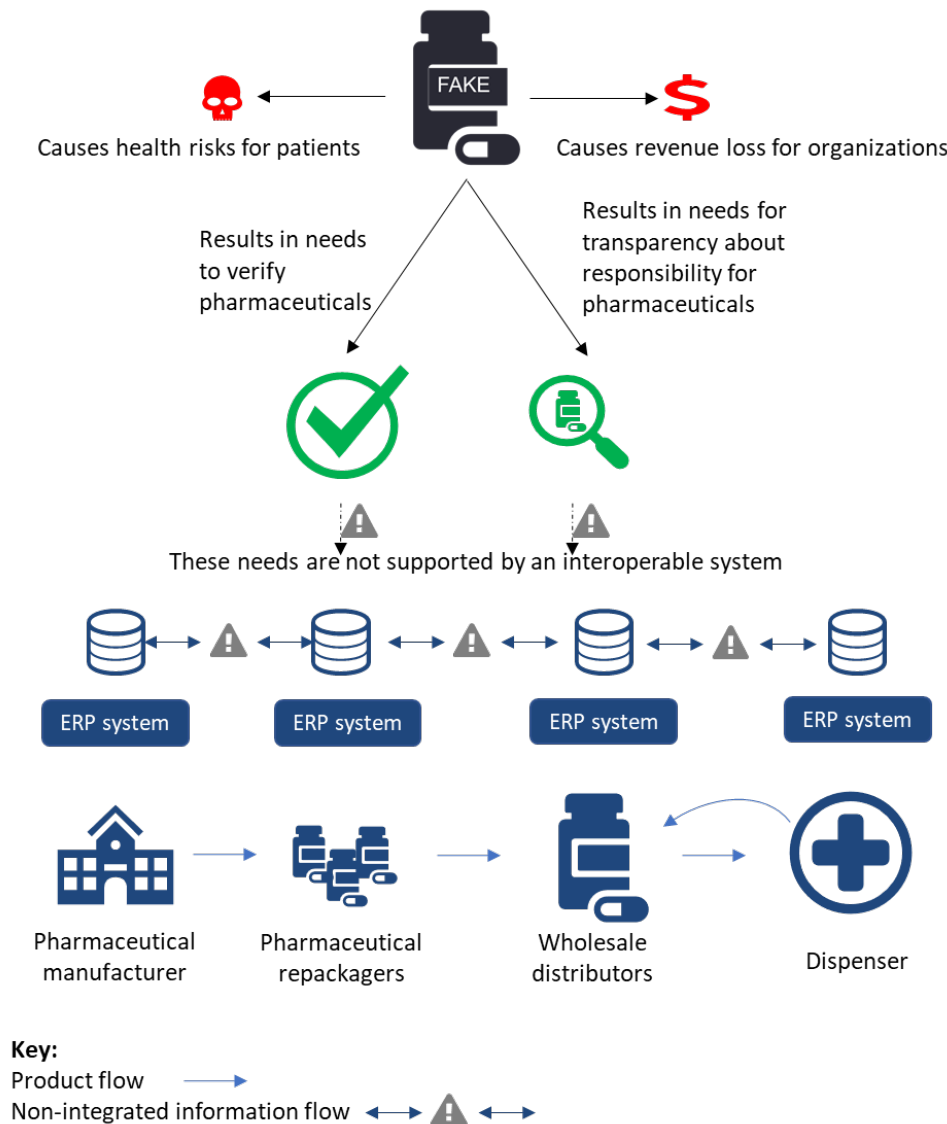 FAKE
Causes health risks for patients
Causes revenue loss for organizations
Results in needs
to verify
pharmaceuticals
Results in needs for
transparency about
responsibility for
pharmaceuticals
These needs are not supported by an interoperable system
ERP system
ERP system
ERP system
ERP system
Pharmaceutical
manufacturer
Pharmaceutical
repackagers
Wholesale
distributors
Dispenser
Key:
Product flow
Non-integrated information flow